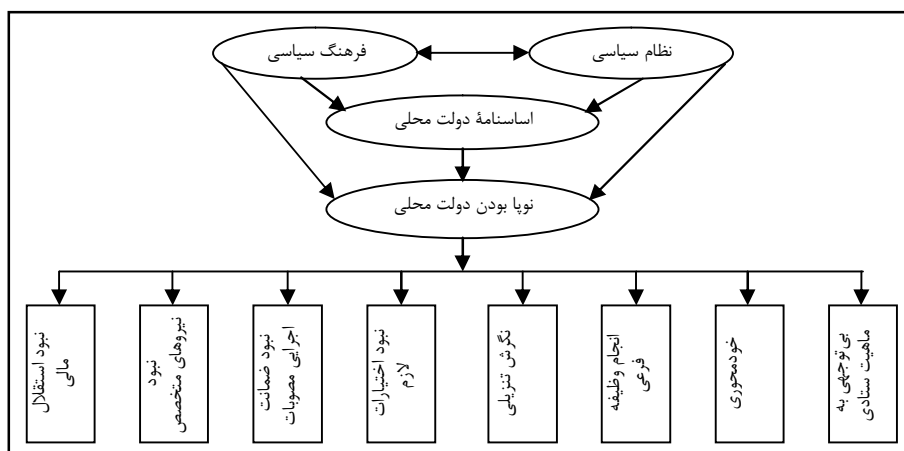 نظام سیاسی
فرهنگ سیاسی
اساسنامۀ دولت محلی
نوپا بودن دولت محلی
بی‌توجهی به
ماهیت ستادی
خودمحوری
انجام وظیفه
فرعی
نگرش تنزیلی
نبود اختیارات
لازم
نبود ضمانت
اجرایی مصوبات
نبود
نیروهای متخصص
نبود استقلال
مالی